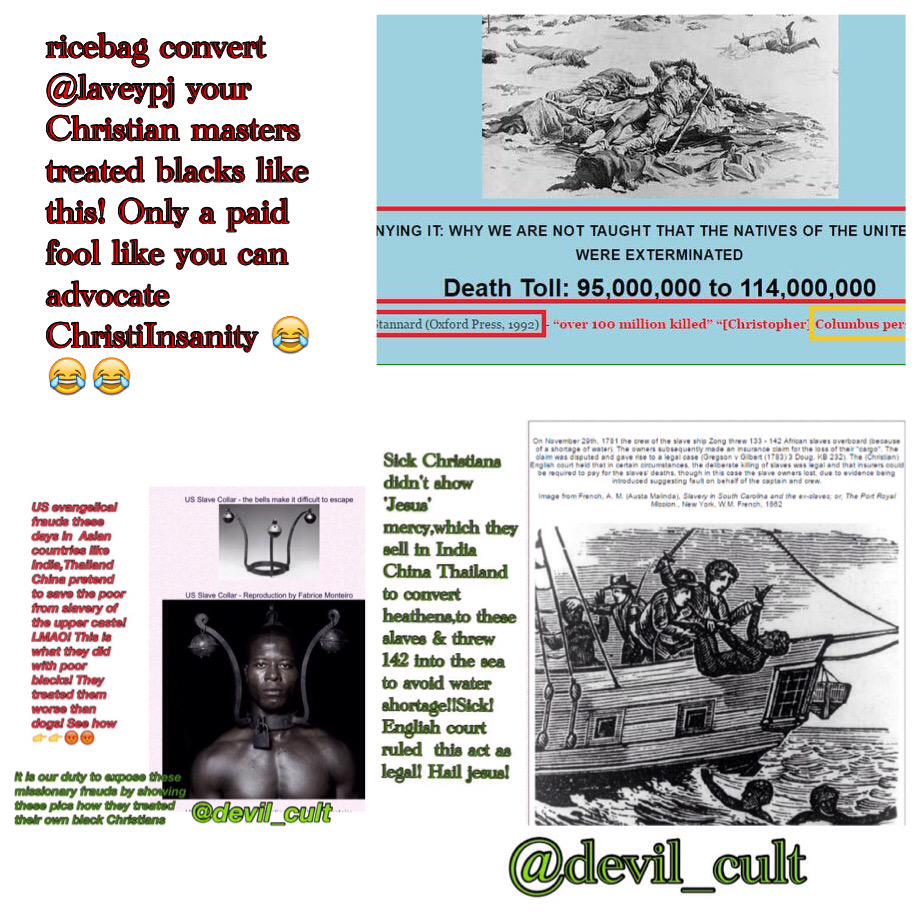 ricebag convert
@laveypj your
Christian masters
treated blacks like
this! Only a paid
fool like you can
advocate
ChristiInsanity 😂
😂😂
NYING IT: WHY WE ARE NOT TAUGHT THAT THE NATIVES OF THE UNITE
WERE EXTERMINATED
Death Toll: 95,000,000 to 114,000,000
Stannard (Oxford Press, 1992) - “over 100 million killed” “[Christopher] Columbus per
US evangelical
frauds these
days in Asian
countries like
India,Thailand
China pretend
to save the poor
from slavery of
the upper caste!
LMAO! This is
what they did
with poor
blacks! They
treated them
worse than
dogs! See how
👉👉😡😡
It is our duty to expose these
missionary frauds by showing
these pics how they treated
their own black Christians
US Slave Collar - the bells make it difficult to escape
US Slave Collar - Reproduction by Fabrice Monteiro
@devil_cult
Sick Christians
didn't show
'Jesus'
mercy,which they
sell in India
China Thailand
to convert
heathens,to these
slaves & threw
142 into the sea
to avoid water
shortage!!Sick!
English court
ruled this act as
legal! Hail jesus!
On November 29th, 1781 the crew of the slave ship Zong threw 133 - 142 African slaves overboard (because
of a shortage of water). The owners subsequently made an insurance claim for the loss of their "cargo". The
claim was disputed and gave rise to a legal case (Gregson v Gilbert (1783) 3 Doug. KB 232). The (Christian)
English court held that in certain circumstances, the deliberate killing of slaves was legal and that insurers could
be required to pay for the slaves' deaths, though in this case the slave owners lost, due to evidence being
introduced suggesting fault on behalf of the captain and crew.
Image from French, A. M. (Austa Malinda), Slavery in South Carolina and the ex-slaves; or, The Port Royal
Mission., New York, W.M. French, 1862
@devil_cult